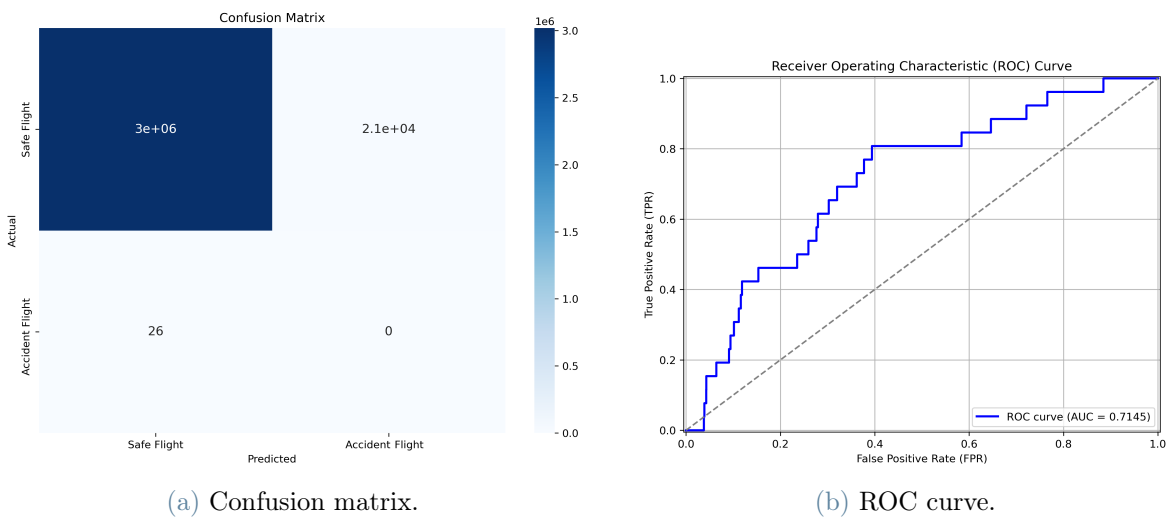 Confusion Matrix
1e6
3.0
2.5
2.0
1.5
1.0
0.5
0.0
Safe Flight
Accident Flight
Actual
3e+06
2.1e+04
26
0
Safe Flight
Accident Flight
Predicted
(a) Confusion matrix.
Receiver Operating Characteristic (ROC) Curve
1.0
0.8
0.6
0.4
0.2
0.0
True Positive Rate (TPR)
ROC curve (AUC = 0.7145)
0.0 0.2 0.4 0.6 0.8 1.0
False Positive Rate (FPR)
(b) ROC curve.